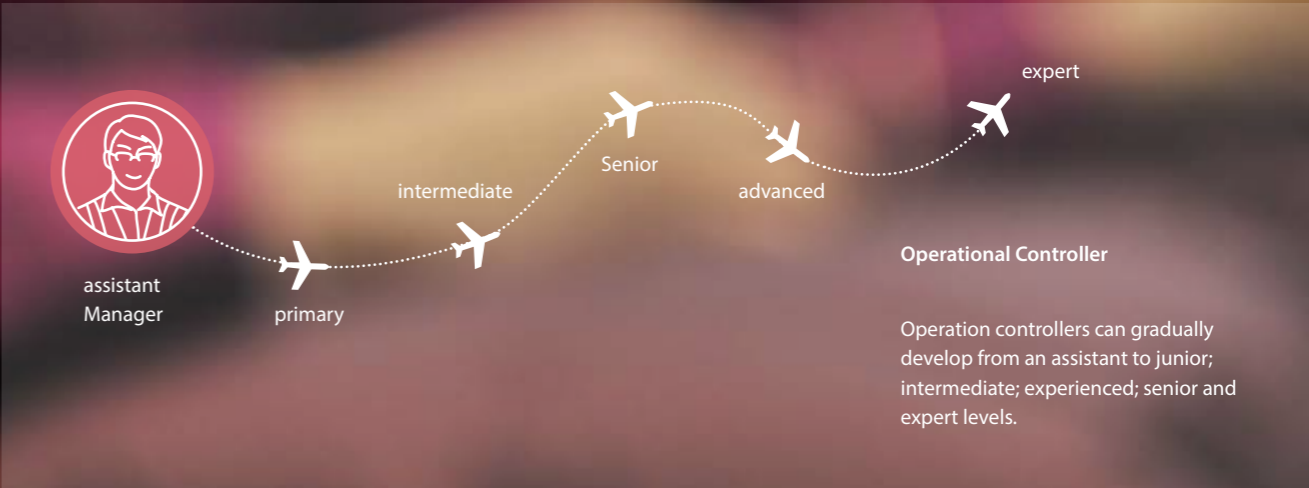 expert
Senior
intermediate
advanced
assistant
Manager
primary
Operational Controller
Operation controllers can gradually
develop from an assistant to junior;
intermediate; experienced; senior and
expert levels.